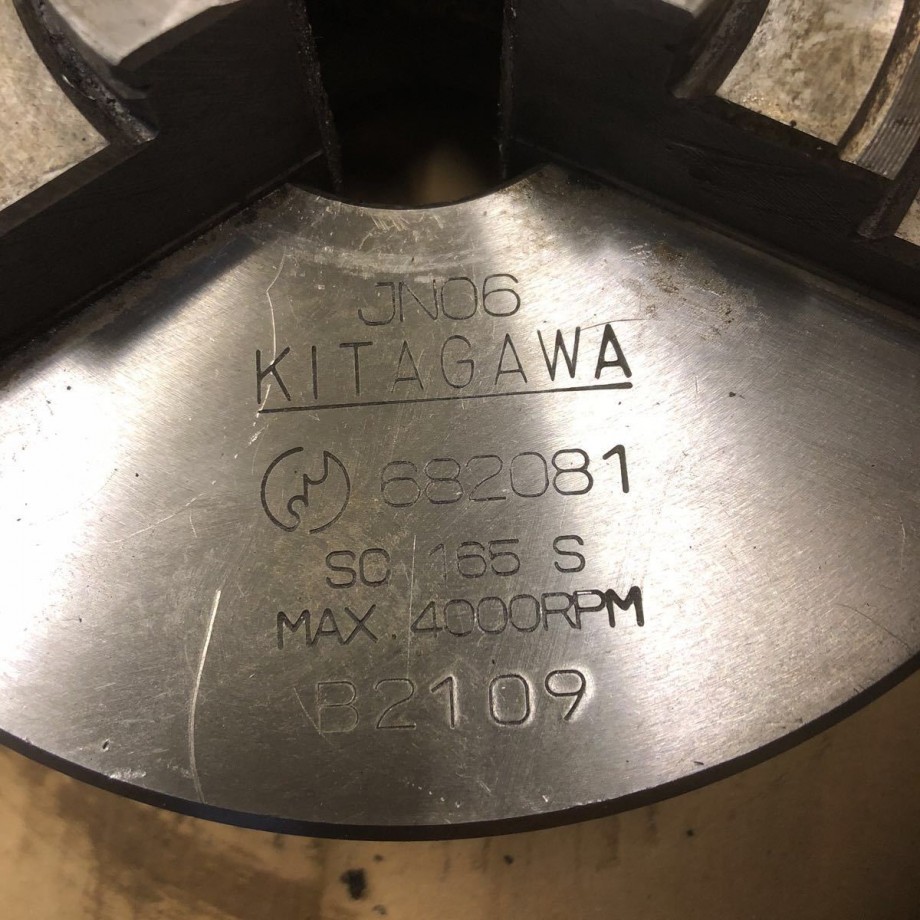 JN06
KITAGAWA
682081
SC 165 S
MAX. 4000RPM
B2109